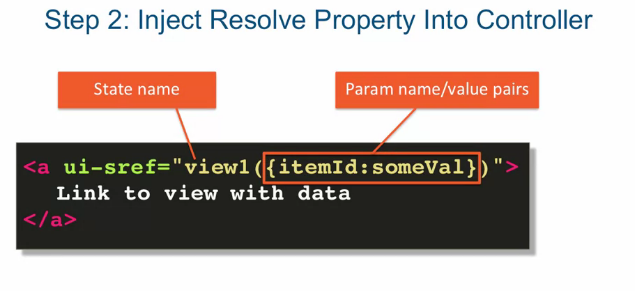 Step 2: Inject Resolve Property Into Controller
State name
Param name/value pairs
<a ui-sref="view1({itemId:someVal})">
Link to view with data
</a>